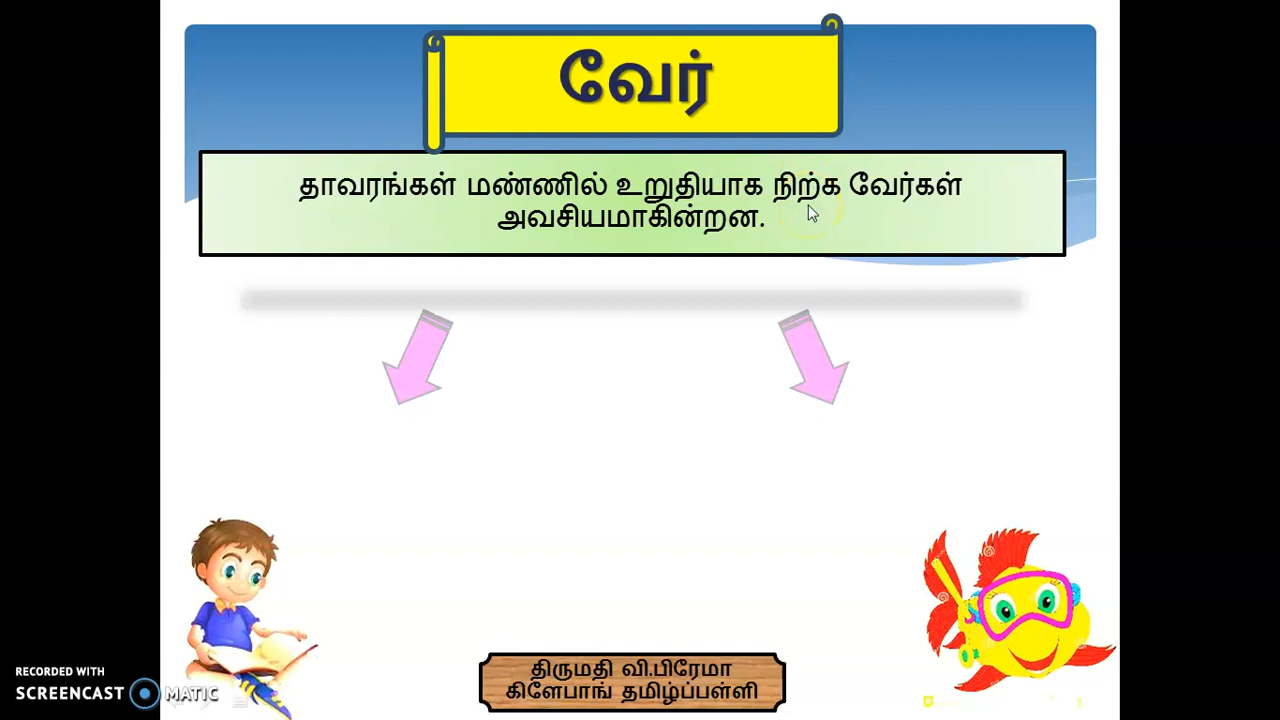 வேர்
தாவரங்கள் மண்ணில் உறுதியாக நிற்க வேர்கள்
அவசியமாகின்றன.
திருமதி வி.பிரேமா
கிளேபாங் தமிழ்ப்பள்ளி
RECORDED WITH
SCREENCAST MATIC